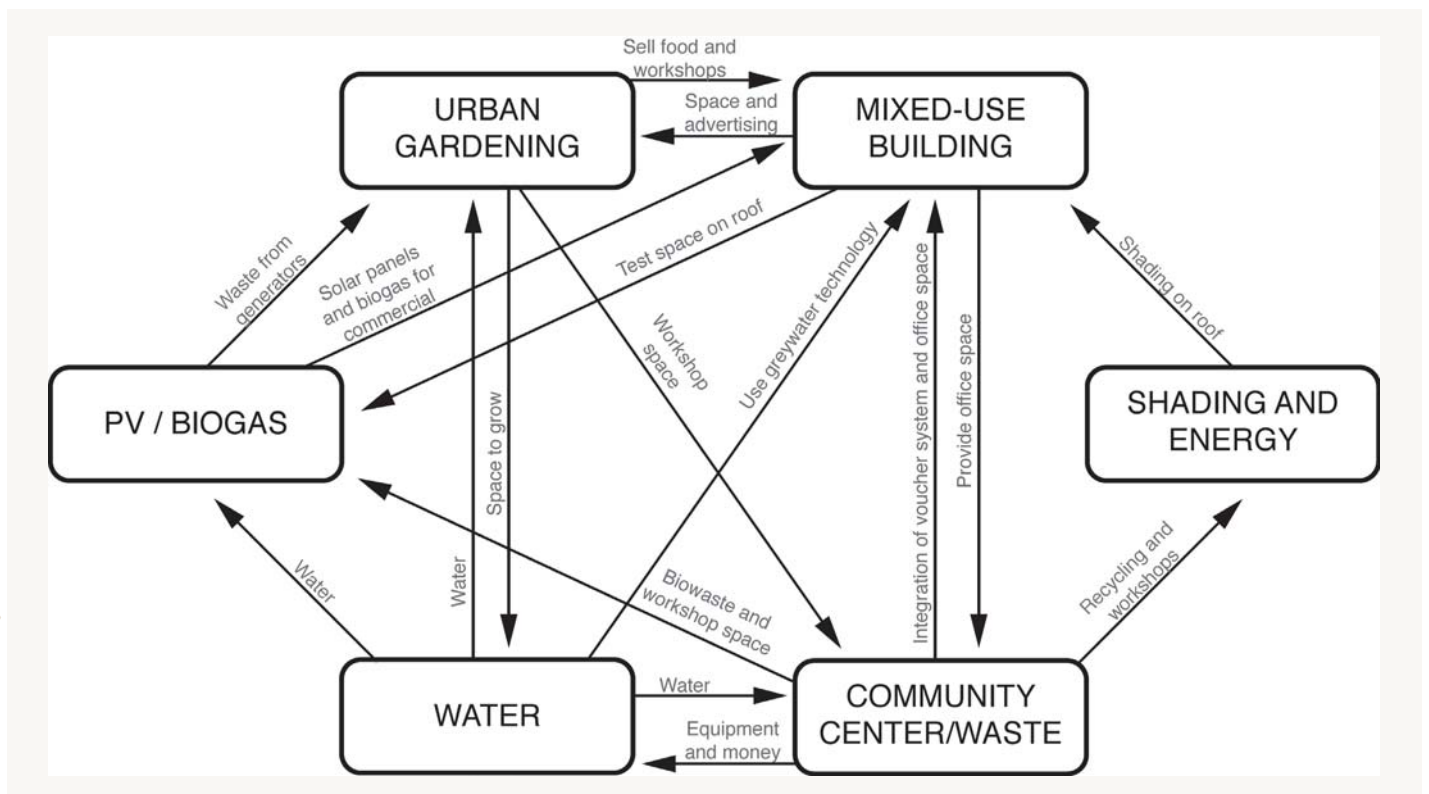 Sell food and
workshops
URBAN
GARDENING
Space and
advertising
MIXED-USE
BUILDING
Waste from
generators
Solar panels
and biogas for
commercial
Test space on roof
Workshop
space
Use greywater technology
Integration of voucher system and office space
Provide office space
Shading on roof
PV / BIOGAS
Space to grow
SHADING AND
ENERGY
Water
Water
Biowaste and
workshop space
Recycling and
workshops
WATER
Water
Equipment
and money
COMMUNITY
CENTER/WASTE